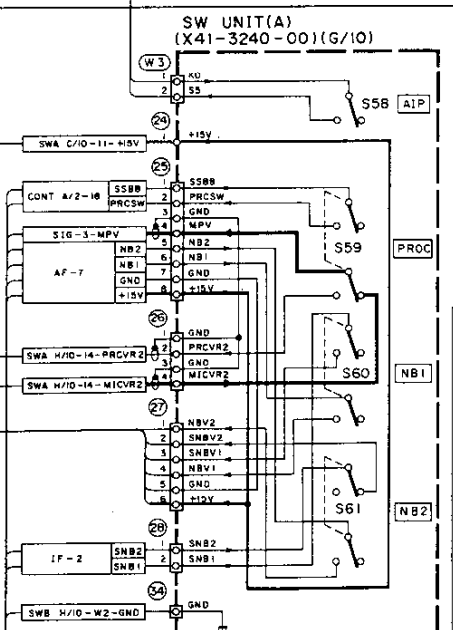 SW UNIT(A)
(X41-3240-00)(G/10)
W3
1 KO
2 S5
S58 AIP
24
SWA C/10-11-+15V
+15V
25
CONT A/2-18
SSBB 1 SSBB
PRCSW 2 PRCSW
3 GND
SIG-3-MPV 4 MPV
AF-7
NB2 5 NB2
NB1 6 NB1
GND 7 GND
+15V 8 +15V
S59 PROC
26
1 GND
SWA H/10-14-PRCVR2 2 PRCVR2
3 GND
SWA H/10-14-MICVR2 4 MICVR2
S60 NB1
27
1 NBV2
2 SNBV2
3 SNBV1
4 NBV1
5 GND
6 +15V
S61 NB2
28
IF-2
SNB2 1 SNB2
SNB1 2 SNB1
34
SWB H/10-W2-GND
GND